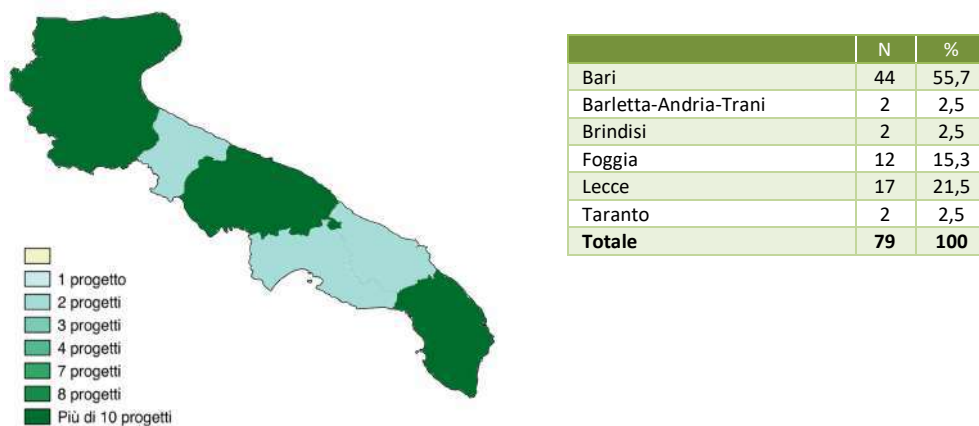 1 progetto
2 progetti
3 progetti
4 progetti
7 progetti
8 progetti
Più di 10 progetti
N %
Bari 44 55,7
Barletta-Andria-Trani 2 2,5
Brindisi 2 2,5
Foggia 12 15,3
Lecce 17 21,5
Taranto 2 2,5
Totale 79 100